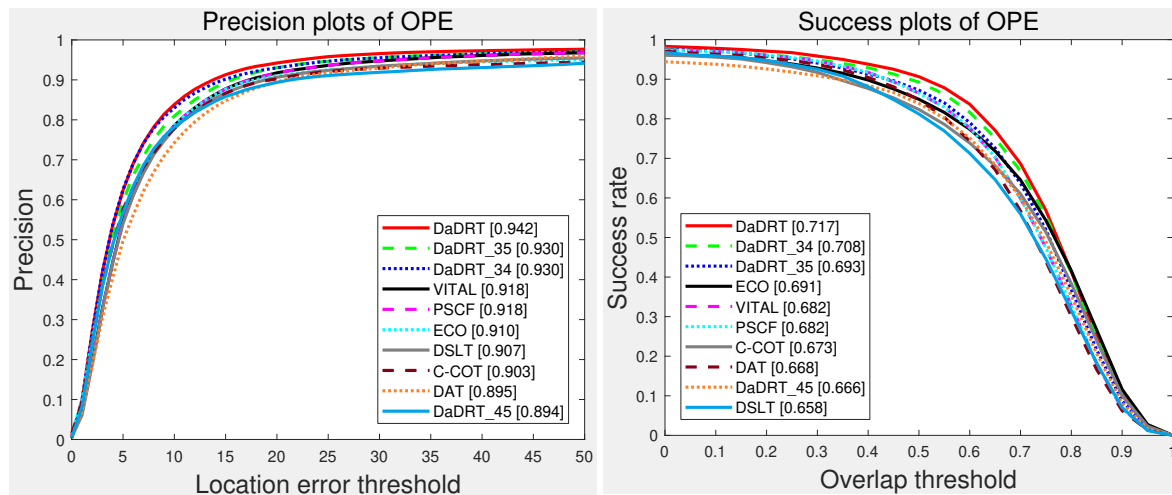 Precision plots of OPE
1
0.9
0.8
0.7
0.6
0.5
0.4
0.3
0.2
0.1
0
Precision
DaDRT [0.942]
DaDRT_35 [0.930]
DaDRT_34 [0.930]
VITAL [0.918]
PSCF [0.918]
ECO [0.910]
DSLT [0.907]
C-COT [0.903]
DAT [0.895]
DaDRT_45 [0.894]
0 5 10 15 20 25 30 35 40 45 50
Location error threshold
Success plots of OPE
1
0.9
0.8
0.7
0.6
0.5
0.4
0.3
0.2
0.1
0
Success rate
DaDRT [0.717]
DaDRT_34 [0.708]
DaDRT_35 [0.693]
ECO [0.691]
VITAL [0.682]
PSCF [0.682]
C-COT [0.673]
DAT [0.668]
DaDRT_45 [0.666]
DSLT [0.658]
0 0.1 0.2 0.3 0.4 0.5 0.6 0.7 0.8 0.9 1
Overlap threshold